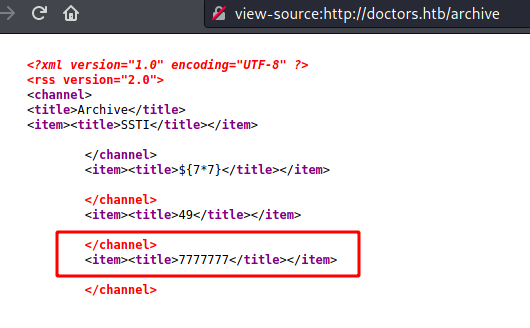 view-source:http://doctors.htb/archive
<?xml version="1.0" encoding="UTF-8" ?>
<rss version="2.0">
<channel>
<title>Archive</title>
<item><title>SSTI</title></item>
</channel>
<item><title>${7*7}</title></item>
</channel>
<item><title>49</title></item>
</channel>
<item><title>7777777</title></item>
</channel>